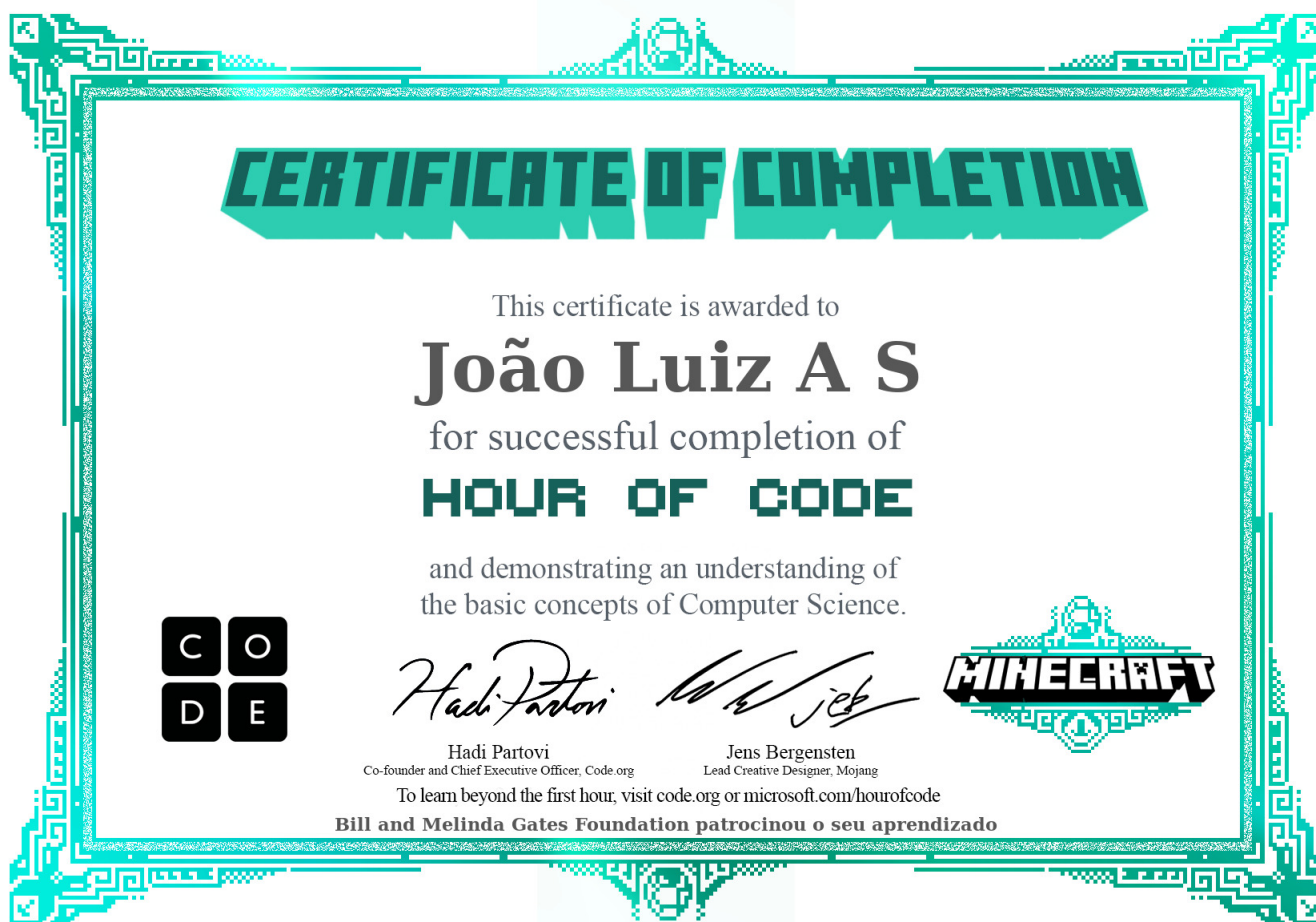 CERTIFICATE OF COMPLETION
This certificate is awarded to
João Luiz A S
for successful completion of
HOUR OF CODE
and demonstrating an understanding of
the basic concepts of Computer Science.
C O
D E
Hadi Partovi
jeb
MINECRAFT
Hadi Partovi
Co-founder and Chief Executive Officer, Code.org
Jens Bergensten
Lead Creative Designer, Mojang
To learn beyond the first hour, visit code.org or microsoft.com/hourofcode
Bill and Melinda Gates Foundation patrocinou o seu aprendizado